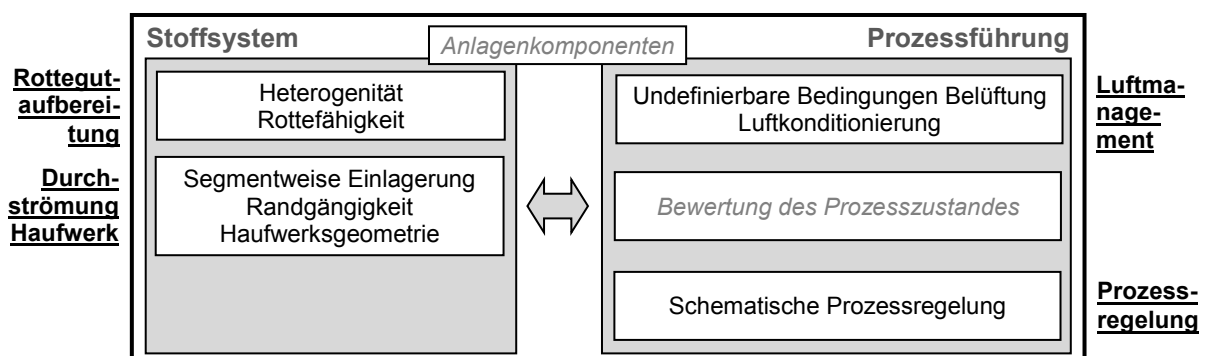 Stoffsystem
Anlagenkomponenten
Prozessführung
Rottegut-
aufberei-
tung
Heterogenität
Rottefähigkeit
Undefinierbare Bedingungen Belüftung
Luftkonditionierung
Luftma-
nage-
ment
Durch-
strömung
Haufwerk
Segmentweise Einlagerung
Randgängigkeit
Haufwerksgeometrie
Bewertung des Prozesszustandes
Schematische Prozessregelung
Prozess-
regelung